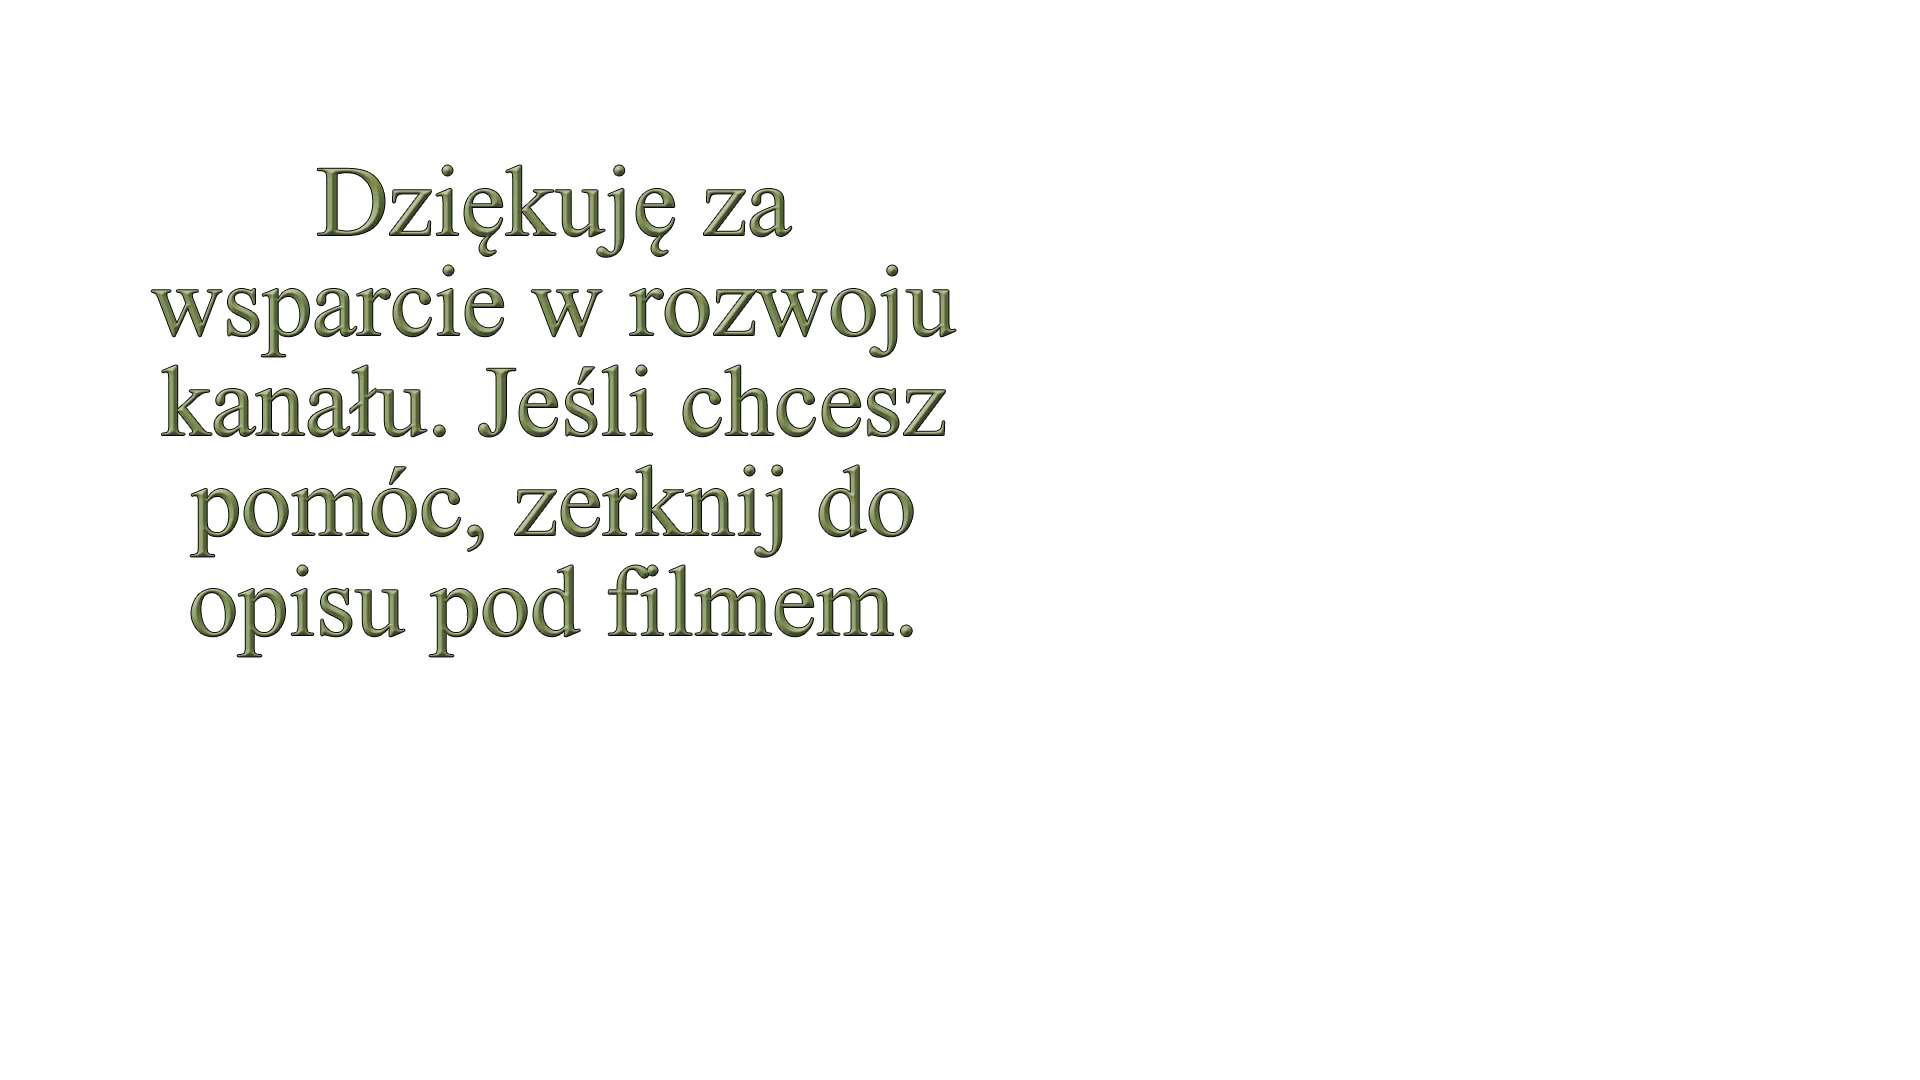 Dziękuję za
wsparcie w rozwoju
kanału. Jeśli chcesz
pomóc, zerknij do
opisu pod filmem.